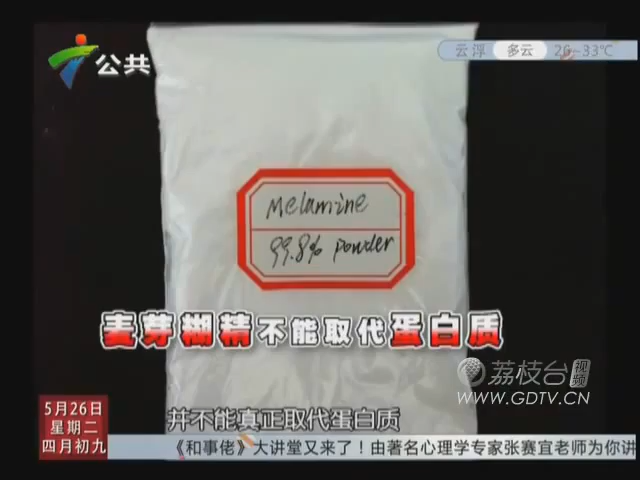 公共
云浮 多云 26~33℃
Melamine
99.8% powder
麦芽糊精不能取代蛋白质
荔枝台视频
WWW.GDTV.CN
并不能真正取代蛋白质
5月26日
星期二
四月初九
《和事佬》大讲堂又来了！由著名心理学专家张赛宜老师为你讲